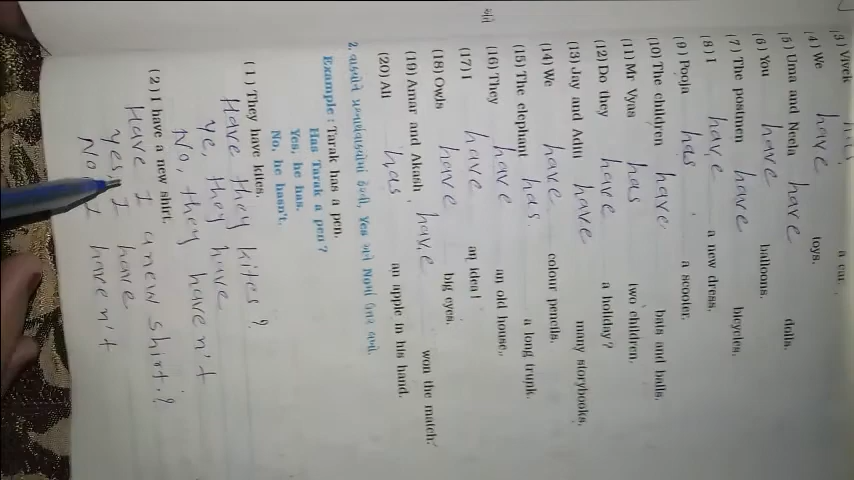 (3) Vivek has a car.
(4) We have toys.
(5) Uma and Neela have dolls.
(6) You have balloons.
(7) The postmen have bicycles.
(8) I have a new dress.
(9) Pooja has a scooter.
(10) The children have bats and balls.
(11) Mr Vyas has two children.
(12) Do they have a holiday?
(13) Jay and Aditi have many storybooks.
(14) We have colour pencils.
(15) The elephant has a long trunk.
(16) They have an old house.
(17) I have an idea!
(18) Owls have big eyes.
(19) Amar and Akash have won the match.
(20) Ali has an apple in his hand.
Example : Tarak has a pen.
Has Tarak a pen?
Yes, he has.
No, he hasn't.
(1) They have kites.
Have they kites?
Ye, they have
No, they haven't
(2) I have a new shirt.
Have I a new shirt.?
Yes, I have
No, I haven't